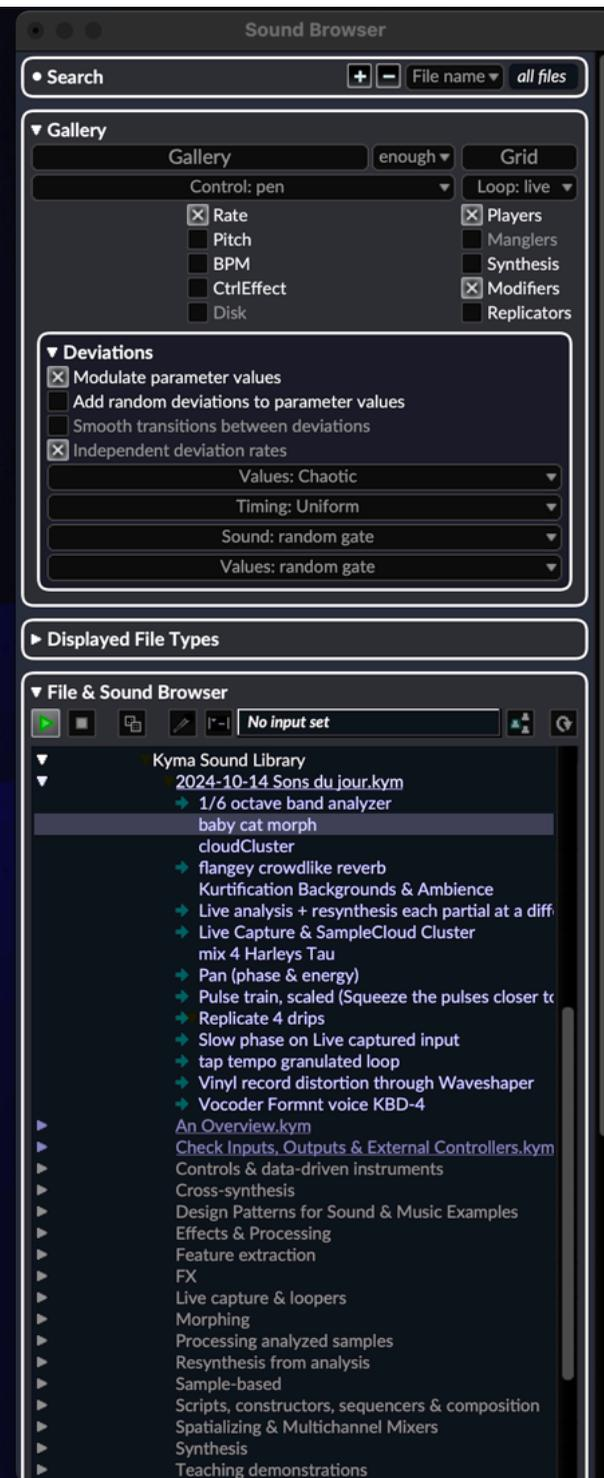 Sound Browser
Search File name all files
Gallery
Gallery enough Grid
Control: pen Loop: live
Rate Players
Pitch Manglers
BPM Synthesis
CtrlEffect Modifiers
Disk Replicators
Deviations
Modulate parameter values
Add random deviations to parameter values
Smooth transitions between deviations
Independent deviation rates
Values: Chaotic
Timing: Uniform
Sound: random gate
Values: random gate
Displayed File Types
File & Sound Browser
No input set
Kyma Sound Library
2024-10-14 Sons du jour.kym
1/6 octave band analyzer
baby cat morph
cloudCluster
flangey crowdlike reverb
Kurtification Backgrounds & Ambience
Live analysis + resynthesis each partial at a diff
Live Capture & SampleCloud Cluster
mix 4 Harleys Tau
Pan (phase & energy)
Pulse train, scaled (Squeeze the pulses closer to
Replicate 4 drips
Slow phase on Live captured input
tap tempo granulated loop
Vinyl record distortion through Waveshaper
Vocoder Formnt voice KBD-4
An Overview.kym
Check Inputs, Outputs & External Controllers.kym
Controls & data-driven instruments
Cross-synthesis
Design Patterns for Sound & Music Examples
Effects & Processing
Feature extraction
FX
Live capture & loopers
Morphing
Processing analyzed samples
Resynthesis from analysis
Sample-based
Scripts, constructors, sequencers & composition
Spatializing & Multichannel Mixers
Synthesis
Teaching demonstrations